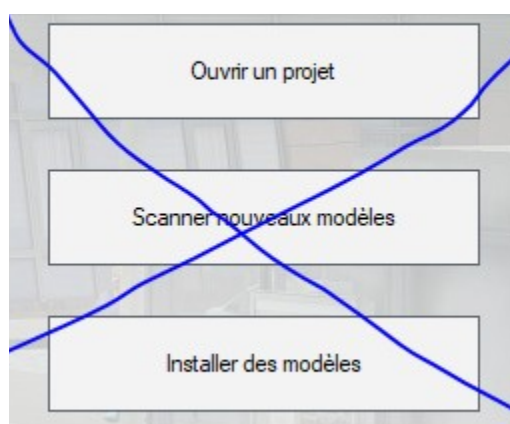 Ouvrir un projet
Scanner nouveaux modèles
Installer des modèles